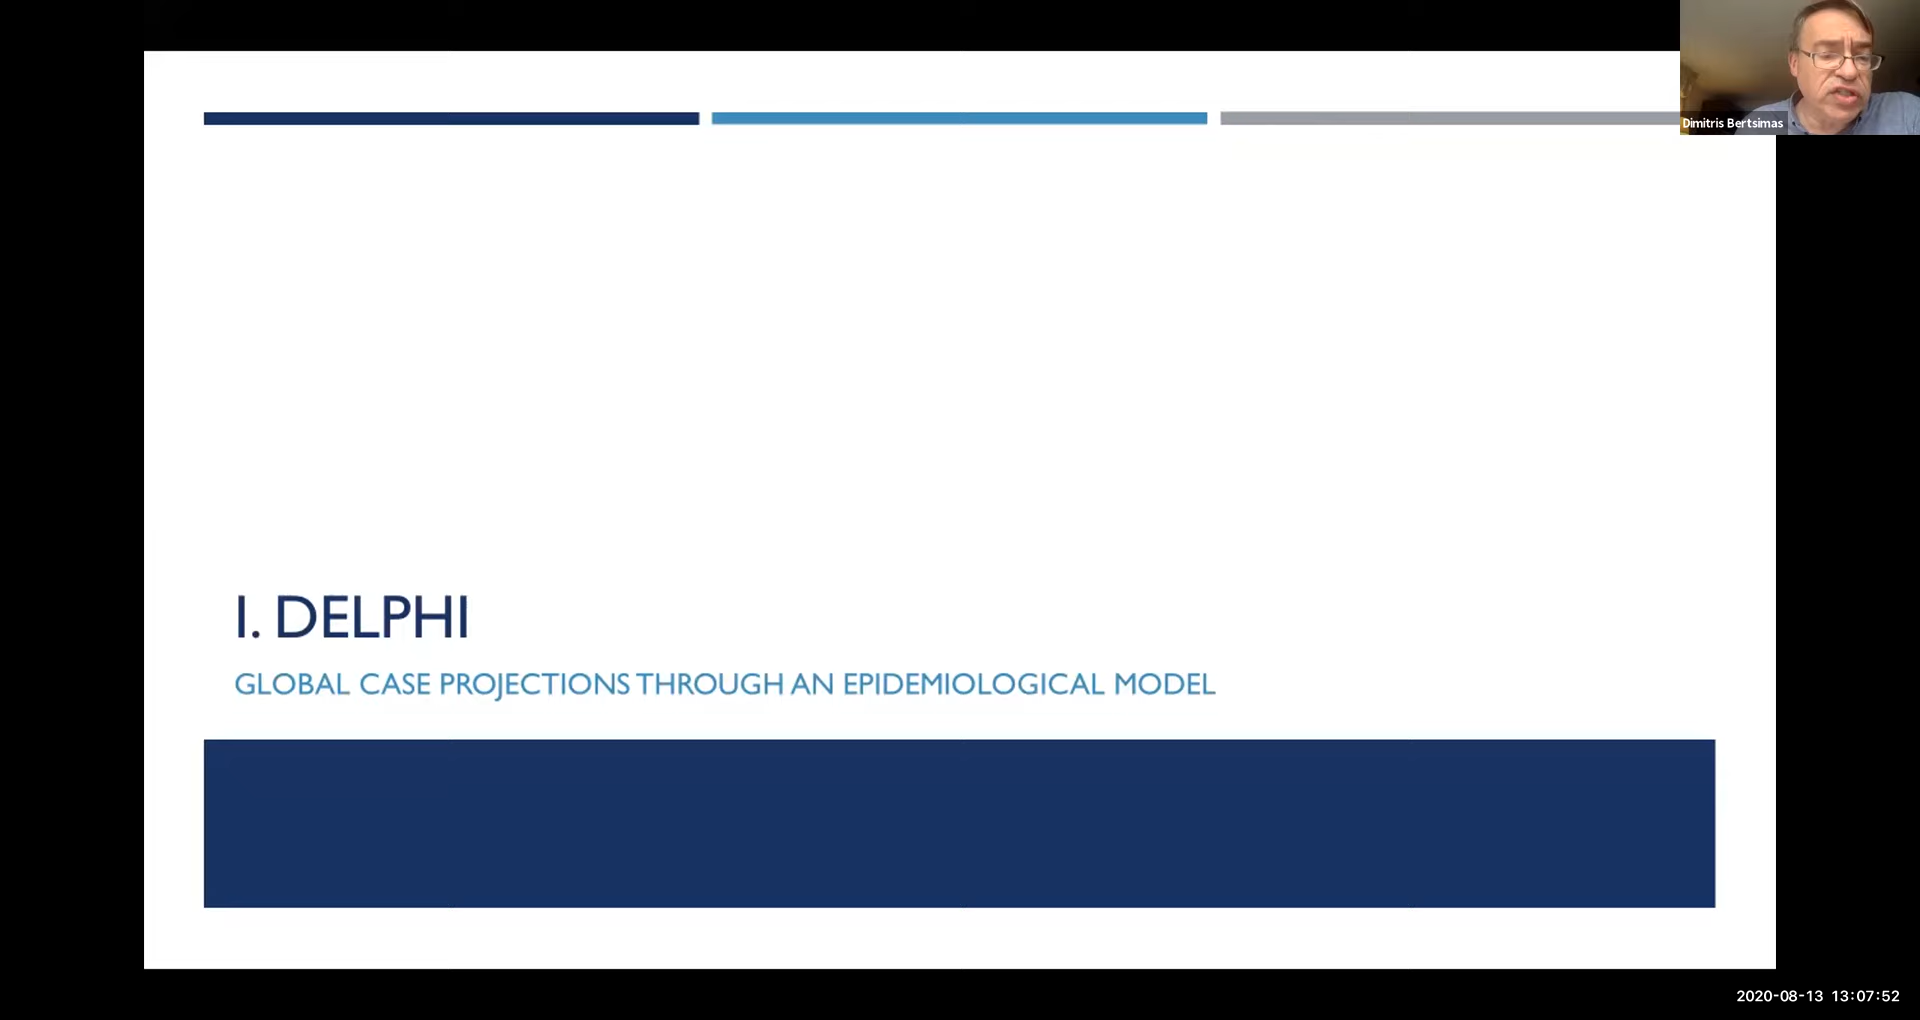 Dimitris Bertsimas
I. DELPHI
GLOBAL CASE PROJECTIONS THROUGH AN EPIDEMIOLOGICAL MODEL
2020-08-13 13:07:52